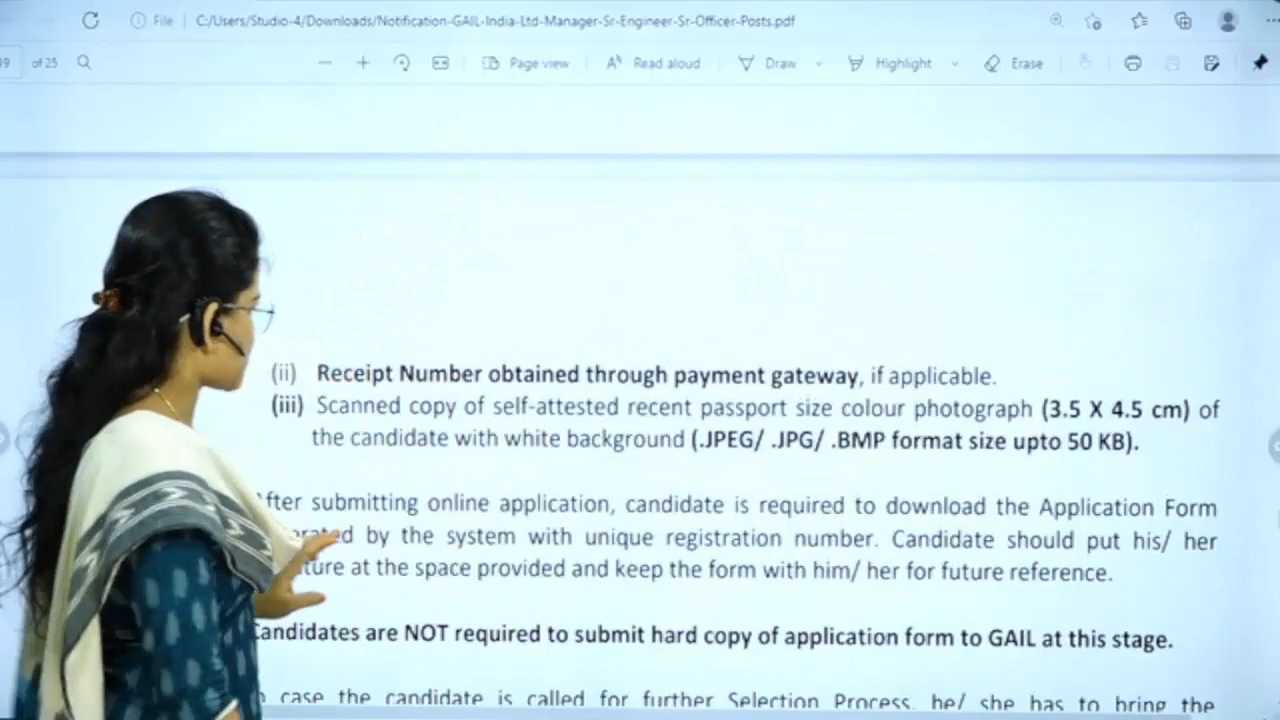 File C:/Users/Studio-4/Downloads/Notification-GAIL-India-Ltd-Manager-Sr-Engineer-Sr-Officer-Posts.pdf
of 25 Page view Read aloud Draw Highlight Erase
(ii) Receipt Number obtained through payment gateway, if applicable.
(iii) Scanned copy of self-attested recent passport size colour photograph (3.5 X 4.5 cm) of
the candidate with white background (.JPEG/ .JPG/ .BMP format size upto 50 KB).
fter submitting online application, candidate is required to download the Application Form
by the system with unique registration number. Candidate should put his/ her
ture at the space provided and keep the form with him/ her for future reference.
Candidates are NOT required to submit hard copy of application form to GAIL at this stage.
case the candidate is called for further Selection Process, he/ she has to bring the